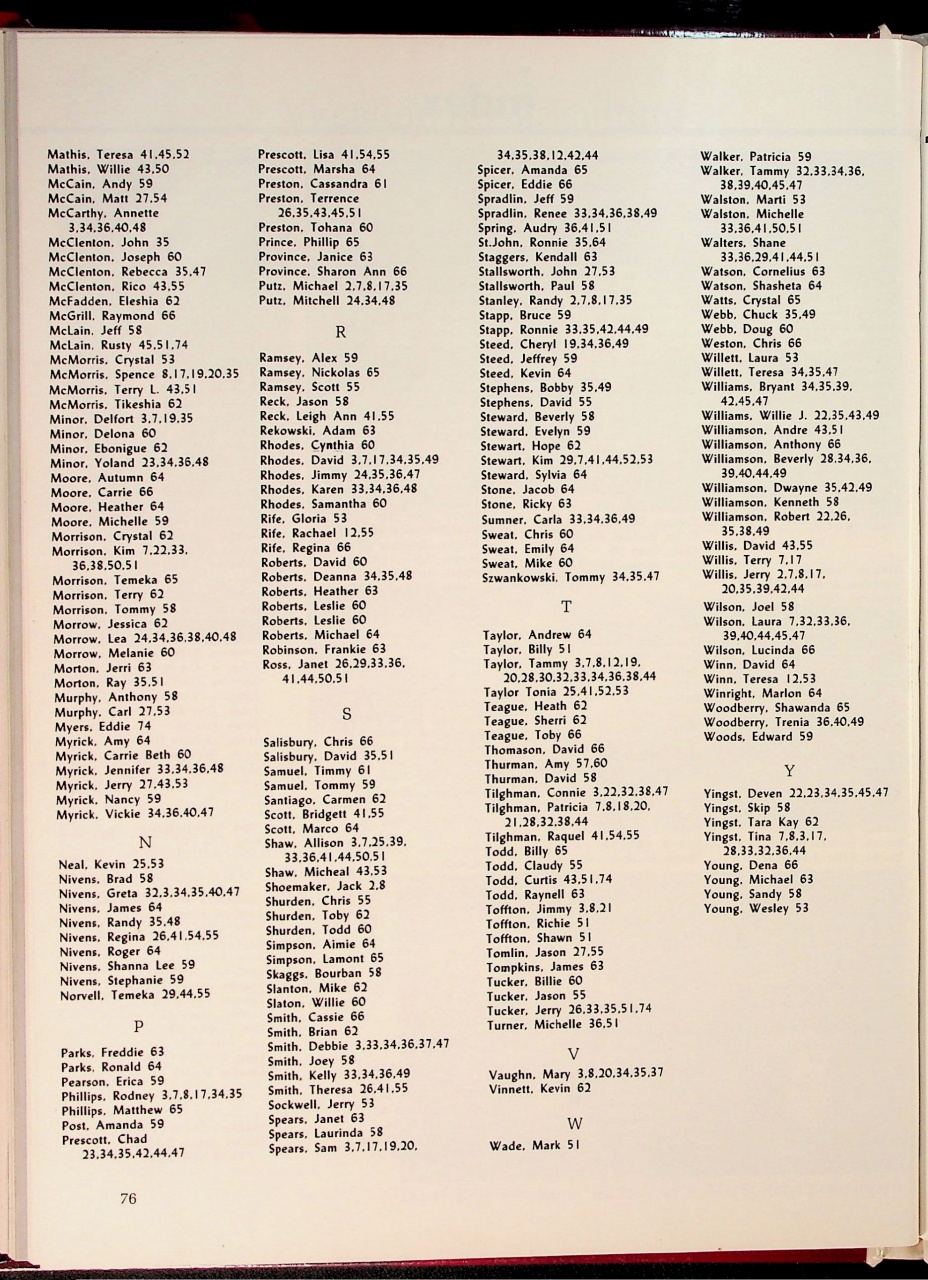 Mathis, Teresa 41,45,52
Mathis, Willie 43,50
McCain, Andy 59
McCain, Matt 27,54
McCarthy, Annette
3,34,36,40,48
McClenton, John 35
McClenton, Joseph 60
McClenton, Rebecca 35,47
McClenton, Rico 43,55
McFadden, Eleshia 62
McGrill, Raymond 66
McLain, Jeff 58
McLain, Rusty 45,51,74
McMorris, Crystal 53
McMorris, Spence 8,17,19,20,35
McMorris, Terry L. 43,51
McMorris, Tikeshia 62
Minor, Delfort 3,7,19,35
Minor, Delona 60
Minor, Ebonigue 62
Minor, Yoland 23,34,36,48
Moore, Autumn 64
Moore, Carrie 66
Moore, Heather 64
Moore, Michelle 59
Morrison, Crystal 62
Morrison, Kim 7,22,33,
36,38,50,51
Morrison, Temeka 65
Morrison, Terry 62
Morrison, Tommy 58
Morrow, Jessica 62
Morrow, Lea 24,34,36,38,40,48
Morrow, Melanie 60
Morton, Jerri 63
Morton, Ray 35,51
Murphy, Anthony 58
Murphy, Carl 27,53
Myers, Eddie 74
Myrick, Amy 64
Myrick, Carrie Beth 60
Myrick, Jennifer 33,34,36,48
Myrick, Jerry 27,43,53
Myrick, Nancy 59
Myrick, Vickie 34,36,40,47
N
Neal, Kevin 25,53
Nivens, Brad 58
Nivens, Greta 32,3,34,35,40,47
Nivens, James 64
Nivens, Randy 35,48
Nivens, Regina 26,41,54,55
Nivens, Roger 64
Nivens, Shanna Lee 59
Nivens, Stephanie 59
Norvell, Temeka 29,44,55
P
Parks, Freddie 63
Parks, Ronald 64
Pearson, Erica 59
Phillips, Rodney 3,7,8,17,34,35
Phillips, Matthew 65
Post, Amanda 59
Prescott, Chad
23,34,35,42,44,47
Prescott, Lisa 41,54,55
Prescott, Marsha 64
Preston, Cassandra 61
Preston, Terrence
26,35,43,45,51
Preston, Tohana 60
Prince, Phillip 65
Province, Janice 63
Province, Sharon Ann 66
Putz, Michael 2,7,8,17,35
Putz, Mitchell 24,34,48
R
Ramsey, Alex 59
Ramsey, Nickolas 65
Ramsey, Scott 55
Reck, Jason 58
Reck, Leigh Ann 41,55
Rekowski, Adam 63
Rhodes, Cynthia 60
Rhodes, David 3,7,17,34,35,49
Rhodes, Jimmy 24,35,36,47
Rhodes, Karen 33,34,36,48
Rhodes, Samantha 60
Rife, Gloria 53
Rife, Rachael 12,55
Rife, Regina 66
Roberts, David 60
Roberts, Deanna 34,35,48
Roberts, Heather 63
Roberts, Leslie 60
Roberts, Leslie 60
Roberts, Michael 64
Robinson, Frankie 63
Ross, Janet 26,29,33,36,
41,44,50,51
S
Salisbury, Chris 66
Salisbury, David 35,51
Samuel, Timmy 61
Samuel, Tommy 59
Santiago, Carmen 62
Scott, Bridgett 41,55
Scott, Marco 64
Shaw, Allison 3,7,25,39,
33,36,41,44,50,51
Shaw, Micheal 43,53
Shoemaker, Jack 2,8
Shurden, Chris 55
Shurden, Toby 62
Shurden, Todd 60
Simpson, Aimie 64
Simpson, Lamont 65
Skaggs, Bourban 58
Slanton, Mike 62
Slaton, Willie 60
Smith, Cassie 66
Smith, Brian 62
Smith, Debbie 3,33,34,36,37,47
Smith, Joey 58
Smith, Kelly 33,34,36,49
Smith, Theresa 26,41,55
Sockwell, Jerry 53
Spears, Janet 63
Spears, Laurinda 58
Spears, Sam 3,7,17,19,20,
34,35,38,12,42,44
Spicer, Amanda 65
Spicer, Eddie 66
Spradlin, Jeff 59
Spradlin, Renee 33,34,36,38,49
Spring, Audry 36,41,51
St.John, Ronnie 35,64
Staggers, Kendall 63
Stallsworth, John 27,53
Stallsworth, Paul 58
Stanley, Randy 2,7,8,17,35
Stapp, Bruce 59
Stapp, Ronnie 33,35,42,44,49
Steed, Cheryl 19,34,36,49
Steed, Jeffrey 59
Steed, Kevin 64
Stephens, Bobby 35,49
Stephens, David 55
Steward, Beverly 58
Steward, Evelyn 59
Stewart, Hope 62
Stewart, Kim 29,7,41,44,52,53
Steward, Sylvia 64
Stone, Jacob 64
Stone, Ricky 63
Sumner, Carla 33,34,36,49
Sweat, Chris 60
Sweat, Emily 64
Sweat, Mike 60
Szwankowski, Tommy 34,35,47
T
Taylor, Andrew 64
Taylor, Billy 51
Taylor, Tammy 3,7,8,12,19,
20,28,30,32,33,34,36,38,44
Taylor Tonia 25,41,52,53
Teague, Heath 62
Teague, Sherri 62
Teague, Toby 66
Thomason, David 66
Thurman, Amy 57,60
Thurman, David 58
Tilghman, Connie 3,22,32,38,47
Tilghman, Patricia 7,8,18,20,
21,28,32,38,44
Tilghman, Raquel 41,54,55
Todd, Billy 65
Todd, Claudy 55
Todd, Curtis 43,51,74
Todd, Raynell 63
Toffton, Jimmy 3,8,21
Toffton, Richie 51
Toffton, Shawn 51
Tomlin, Jason 27,55
Tompkins, James 63
Tucker, Billie 60
Tucker, Jason 55
Tucker, Jerry 26,33,35,51,74
Turner, Michelle 36,51
V
Vaughn, Mary 3,8,20,34,35,37
Vinnett, Kevin 62
W
Wade, Mark 51
Walker, Patricia 59
Walker, Tammy 32,33,34,36,
38,39,40,45,47
Walston, Marti 53
Walston, Michelle
33,36,41,50,51
Walters, Shane
33,36,29,41,44,51
Watson, Cornelius 63
Watson, Shasheta 64
Watts, Crystal 65
Webb, Chuck 35,49
Webb, Doug 60
Weston, Chris 66
Willett, Laura 53
Willett, Teresa 34,35,47
Williams, Bryant 34,35,39,
42,45,47
Williams, Willie J. 22,35,43,49
Williamson, Andre 43,51
Williamson, Anthony 66
Williamson, Beverly 28,34,36,
39,40,44,49
Williamson, Dwayne 35,42,49
Williamson, Kenneth 58
Williamson, Robert 22,26,
35,38,49
Willis, David 43,55
Willis, Terry 7,17
Willis, Jerry 2,7,8,17,
20,35,39,42,44
Wilson, Joel 58
Wilson, Laura 7,32,33,36,
39,40,44,45,47
Wilson, Lucinda 66
Winn, David 64
Winn, Teresa 12,53
Winright, Marlon 64
Woodberry, Shawanda 65
Woodberry, Trenia 36,40,49
Woods, Edward 59
Y
Yingst, Deven 22,23,34,35,45,47
Yingst, Skip 58
Yingst, Tara Kay 62
Yingst, Tina 7,8,3,17,
28,33,32,36,44
Young, Dena 66
Young, Michael 63
Young, Sandy 58
Young, Wesley 53
76